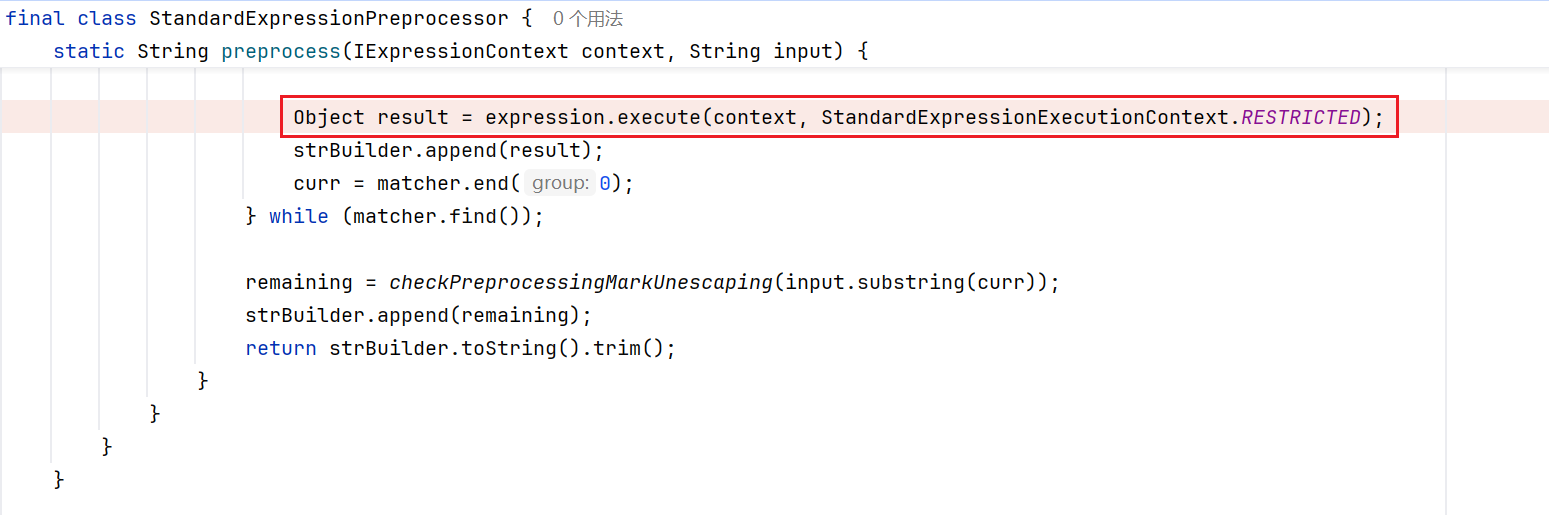 final class StandardExpressionPreprocessor { 0 个用法
static String preprocess(IExpressionContext context, String input) {
Object result = expression.execute(context, StandardExpressionExecutionContext.RESTRICTED);
strBuilder.append(result);
curr = matcher.end( group: 0);
} while (matcher.find());
remaining = checkPreprocessingMarkUnescaping(input.substring(curr));
strBuilder.append(remaining);
return strBuilder.toString().trim();
}
}
}
}